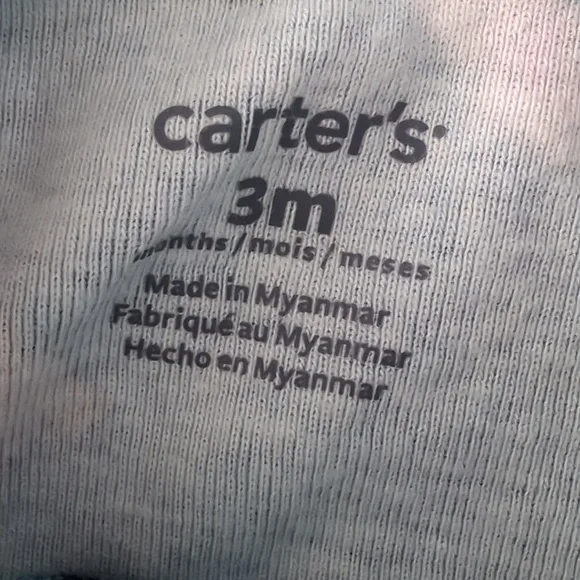 carter's
3m
months / mois / meses
Made in Myanmar
Fabriqué au Myanmar
Hecho en Myanmar